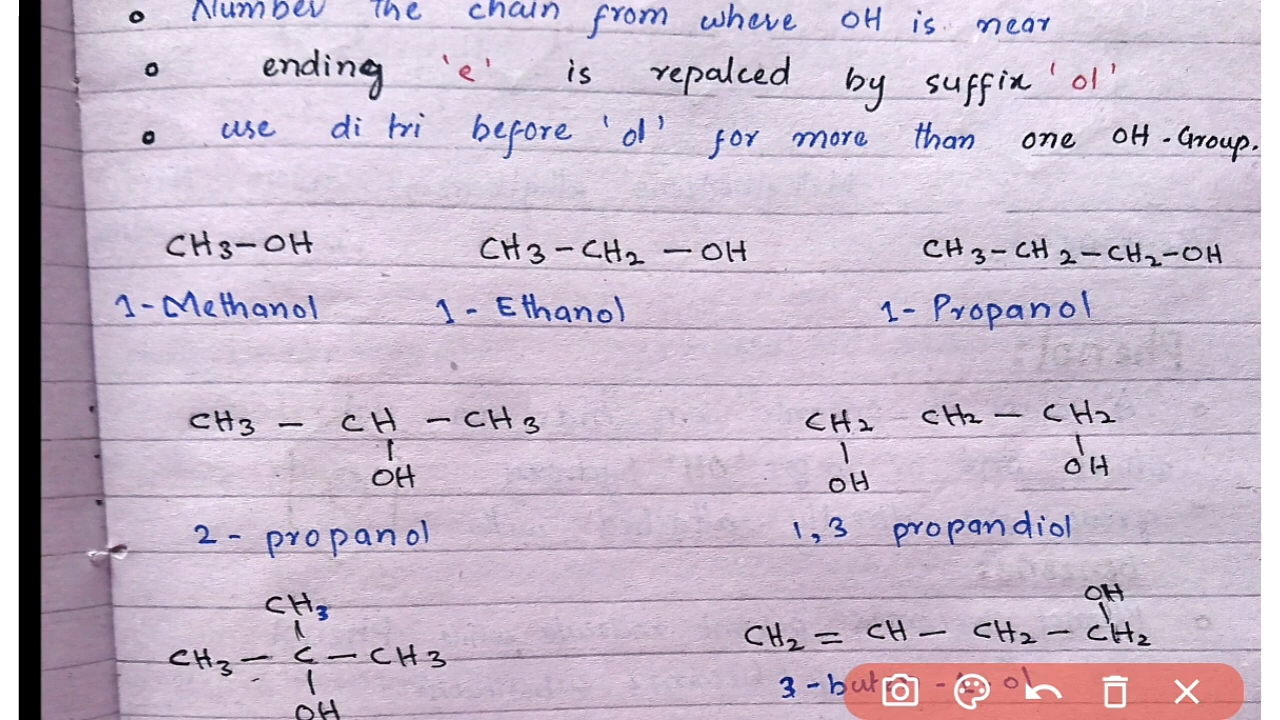 Number the chain from where OH is near
ending 'e' is repalced by suffix 'ol'
use di tri before 'ol' for more than one OH-Group.
CH3-OH CH3-CH2-OH CH3-CH2-CH2-OH
1-Methanol 1-Ethanol 1-Propanol
CH3 - CH - CH3 CH2 CH2 - CH2
OH OH OH
2-propanol 1,3 propandiol
CH3 OH
CH3 - C - CH3 CH2 = CH - CH2 - CH2
OH 3-but